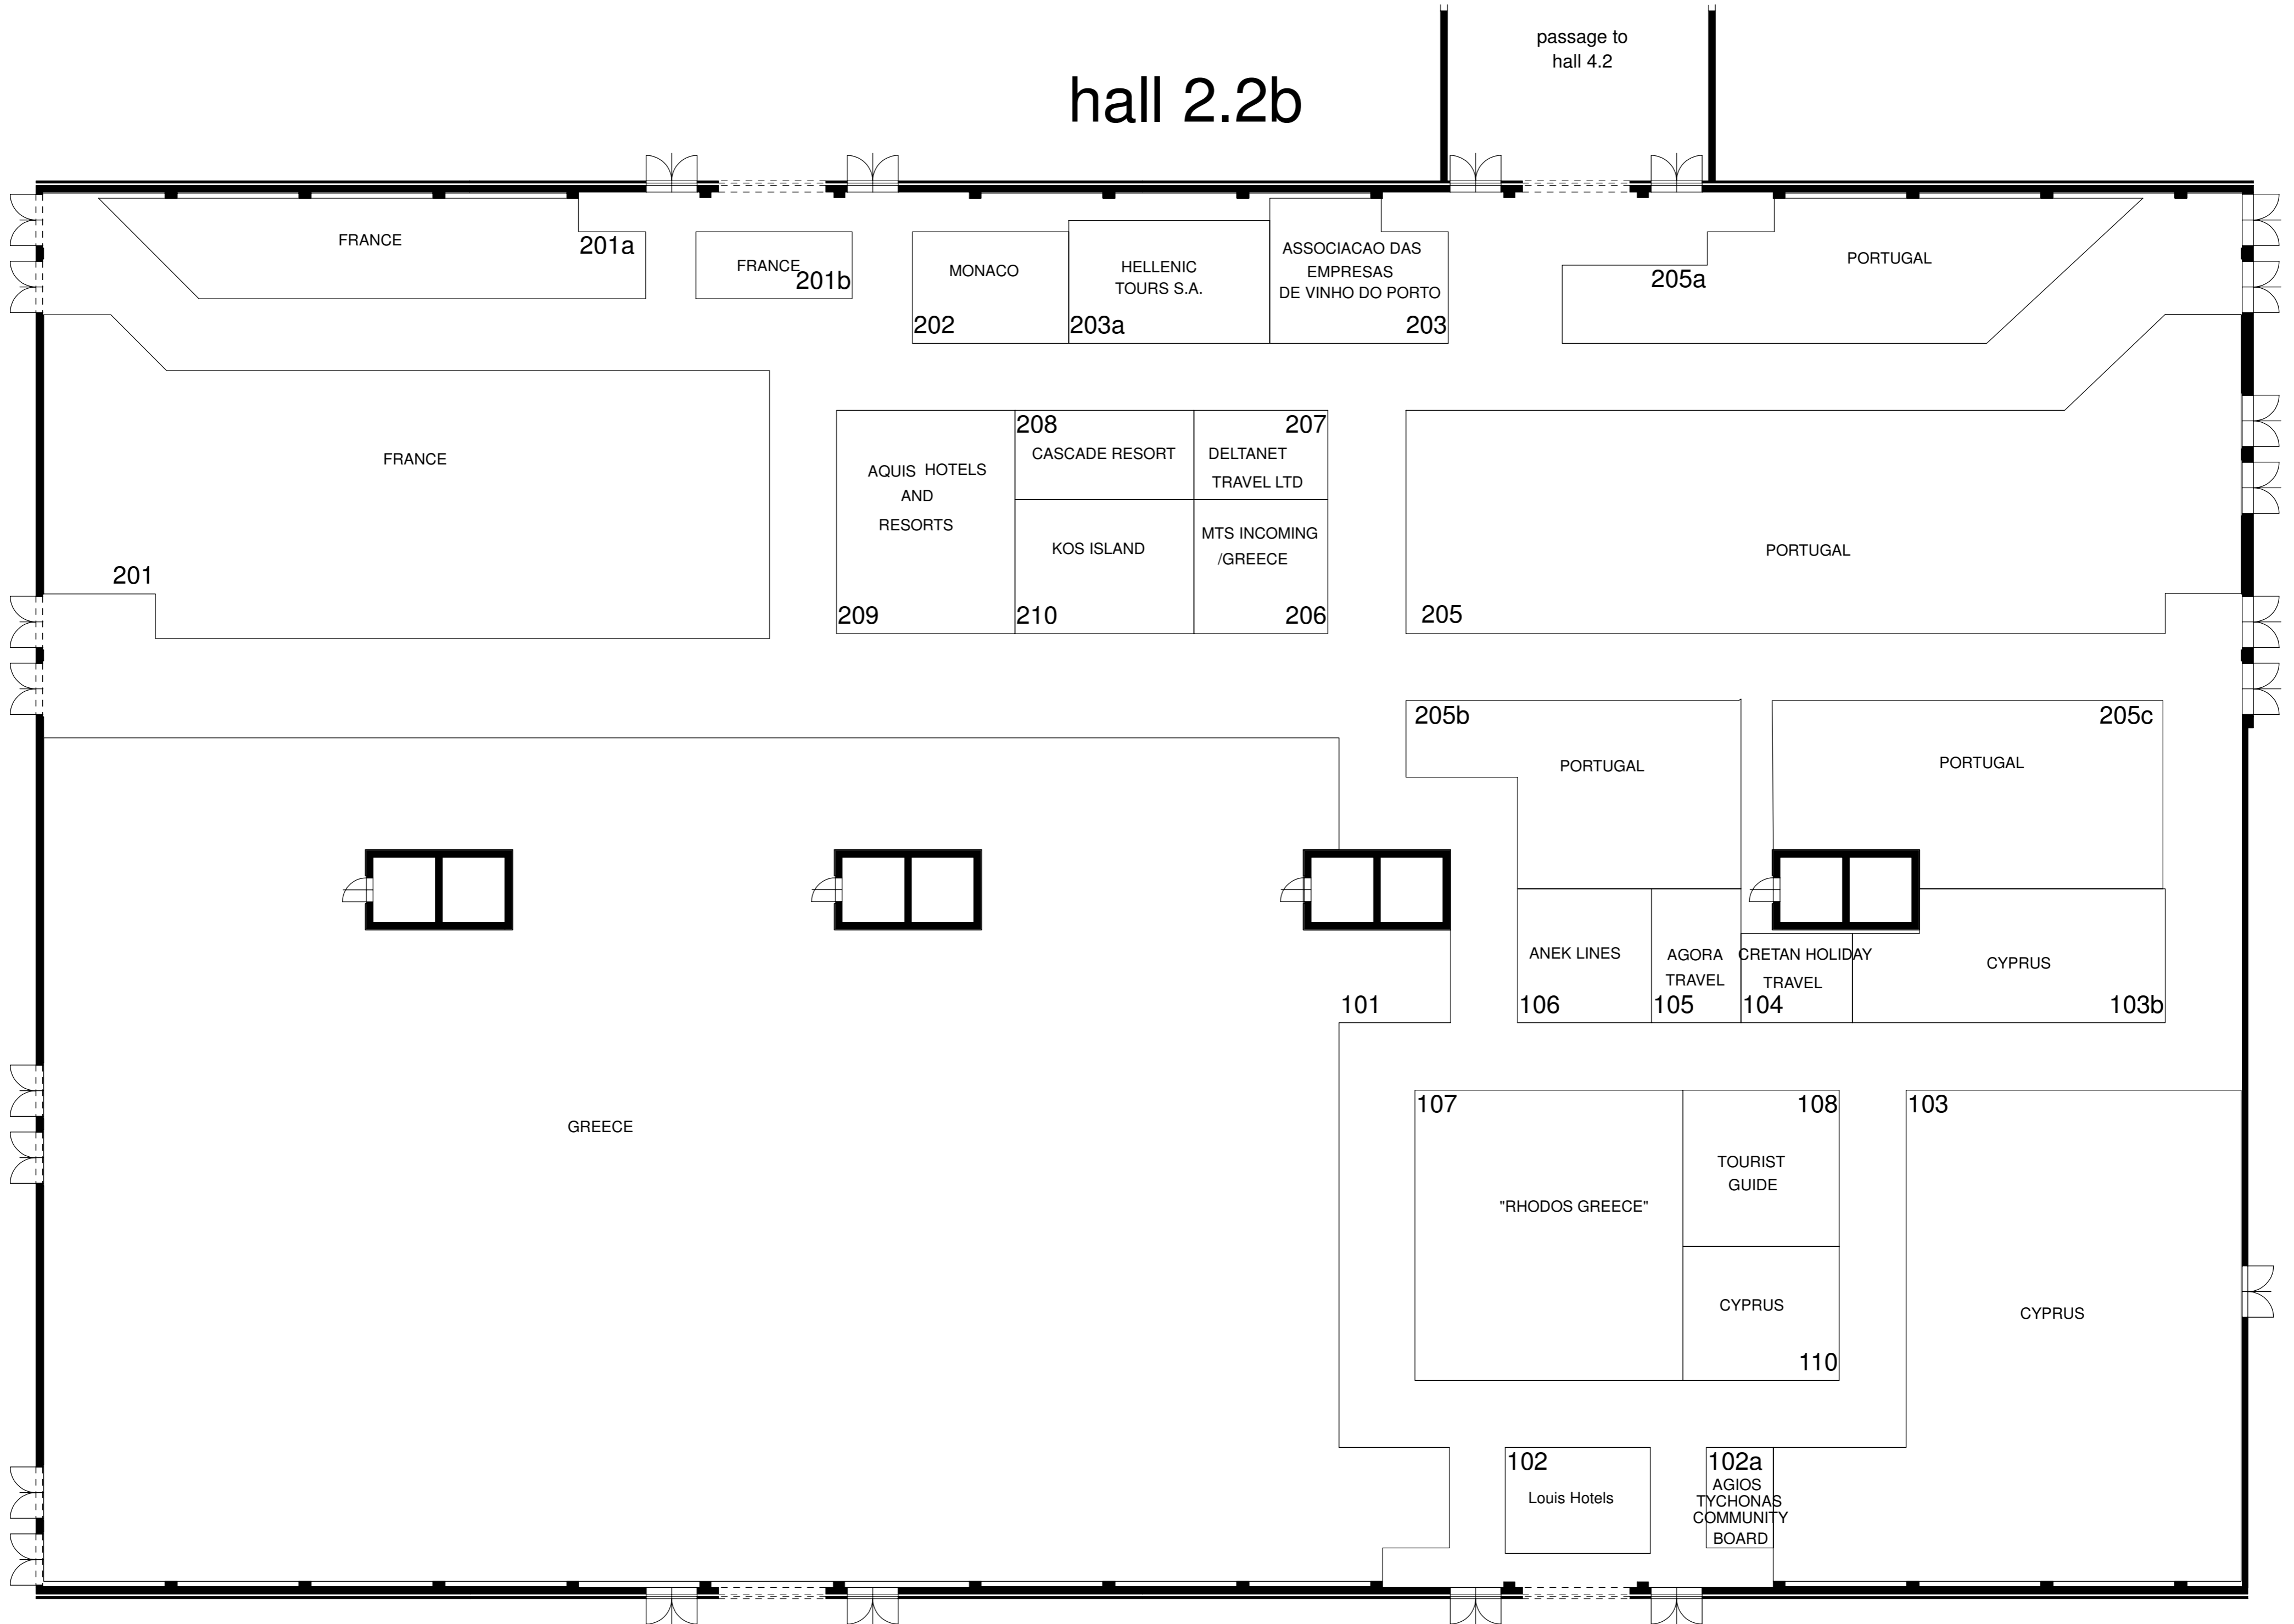 passage to
hall 4.2
hall 2.2b
FRANCE
201a
FRANCE
201b
MONACO
202
HELLENIC
TOURS S.A.
203a
ASSOCIACAO DAS
EMPRESAS
DE VINHO DO PORTO
203
205a
PORTUGAL
FRANCE
201
AQUIS HOTELS
AND
RESORTS
209
208
CASCADE RESORT
207
DELTANET
TRAVEL LTD
KOS ISLAND
210
MTS INCOMING
/GREECE
206
PORTUGAL
205
205b
PORTUGAL
205c
PORTUGAL
GREECE
101
ANEK LINES
106
AGORA
TRAVEL
105
CRETAN HOLIDAY
TRAVEL
104
CYPRUS
103b
107
"RHODOS GREECE"
108
TOURIST
GUIDE
CYPRUS
110
103
CYPRUS
102
Louis Hotels
102a
AGIOS
TYCHONAS
COMMUNITY
BOARD